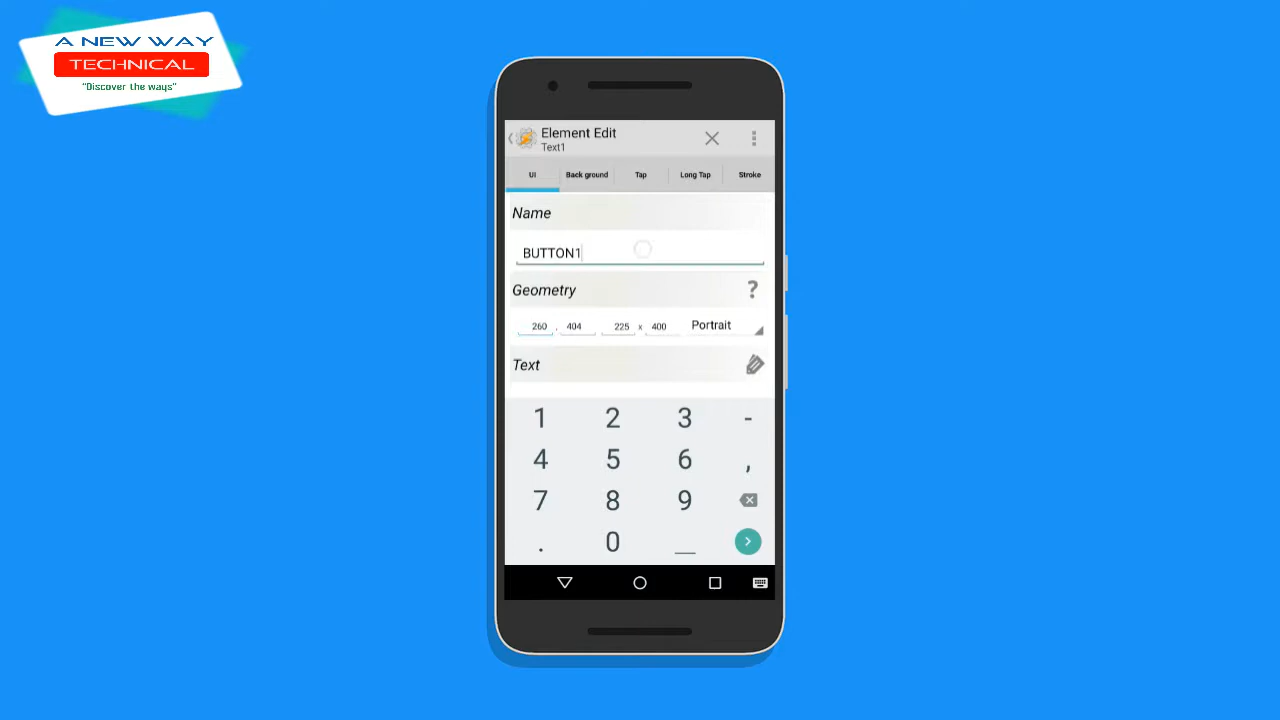 A NEW WAY
TECHNICAL
"Discover the ways"
Element Edit
Text1
UI
Back ground
Tap
Long Tap
Stroke
Name
BUTTON1
Geometry
?
260 , 404 225 x 400 Portrait
Text
1 2 3 -
4 5 6 ,
7 8 9
. 0 _